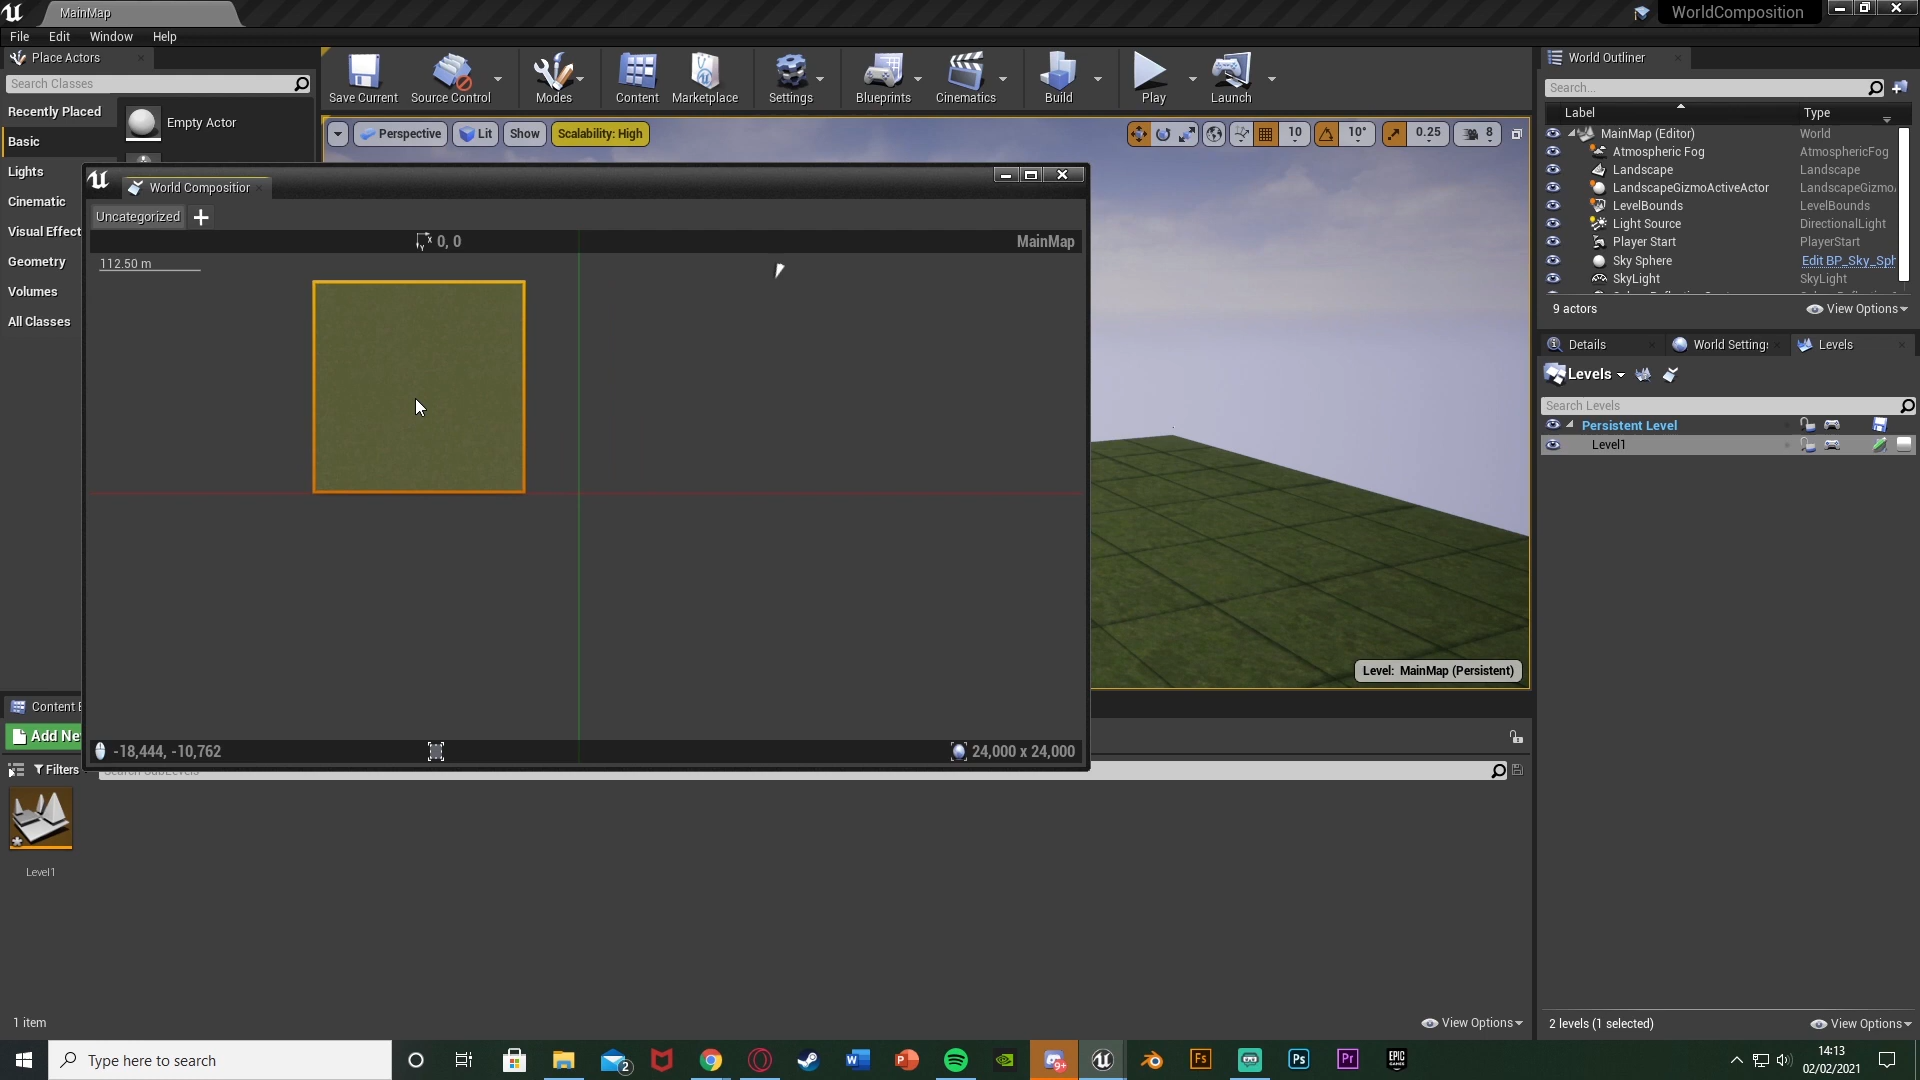 MainMap
WorldComposition
File Edit Window Help
Place Actors
Search Classes
Recently Placed
Basic
Lights
Cinematic
Visual Effect
Geometry
Volumes
All Classes
Empty Actor
Save Current
Source Control
Modes
Content
Marketplace
Settings
Blueprints
Cinematics
Build
Play
Launch
Perspective
Lit
Show
Scalability: High
10
10°
0.25
8
World Compositior
Uncategorized
0, 0
MainMap
112.50 m
-18,444, -10,762
24,000 x 24,000
Level: MainMap (Persistent)
World Outliner
Search...
Label Type
MainMap (Editor) World
Atmospheric Fog AtmosphericFog
Landscape Landscape
LandscapeGizmoActiveActor LandscapeGizmo
LevelBounds LevelBounds
Light Source DirectionalLight
Player Start PlayerStart
Sky Sphere Edit BP_Sky_Sph
SkyLight SkyLight
9 actors
View Options
Details
World Settings
Levels
Levels
Search Levels
Persistent Level
Level1
2 levels (1 selected)
View Options
Content B
Add Ne
Filters
Search SubLevels
Level1
1 item
View Options
Type here to search
2
W
P
9+
Fs
Ps
Pr
EPIC
GAMES
14:13
02/02/2021